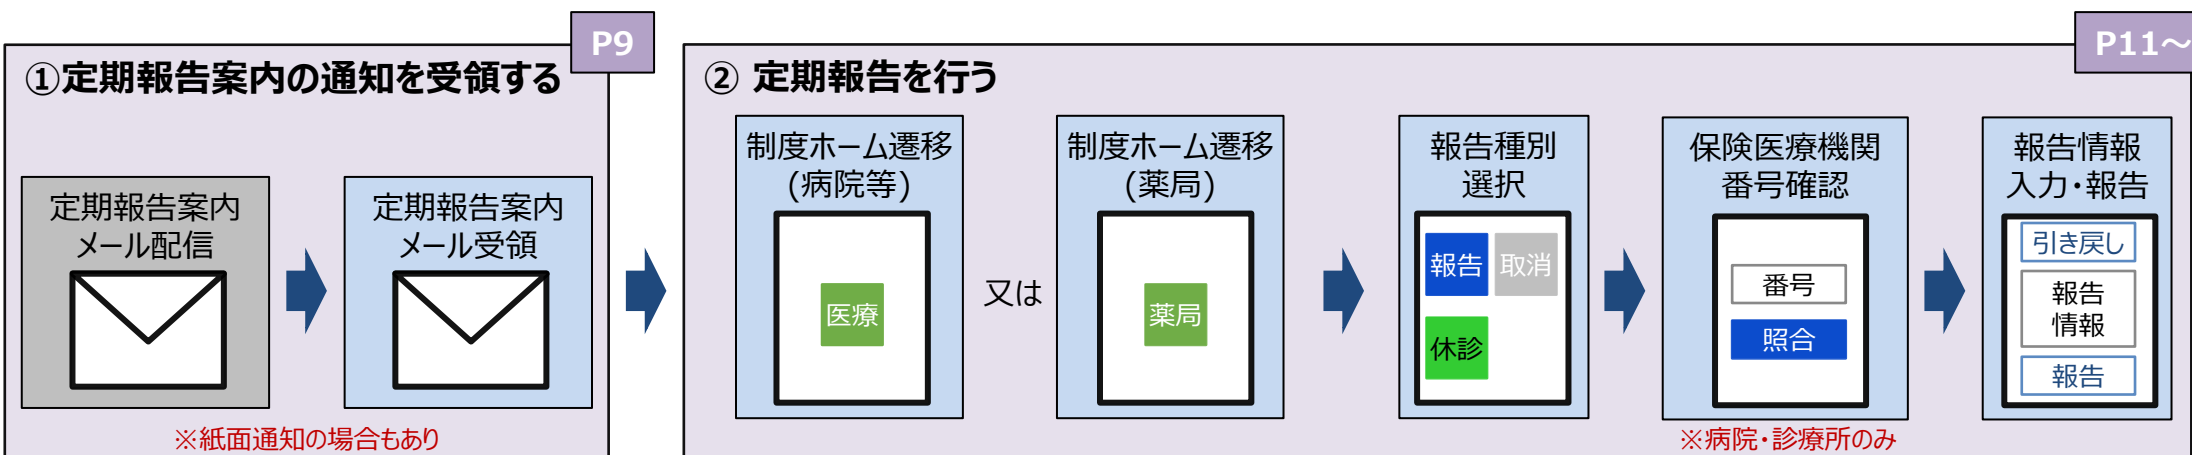 P9
①定期報告案内の通知を受領する
定期報告案内
メール配信
定期報告案内
メール受領
※紙面通知の場合もあり
P11～
② 定期報告を行う
制度ホーム遷移
(病院等)
医療
又は
制度ホーム遷移
(薬局)
薬局
報告種別
選択
報告
取消
休診
保険医療機関
番号確認
番号
照合
※病院・診療所のみ
報告情報
入力・報告
引き戻し
報告
情報
報告